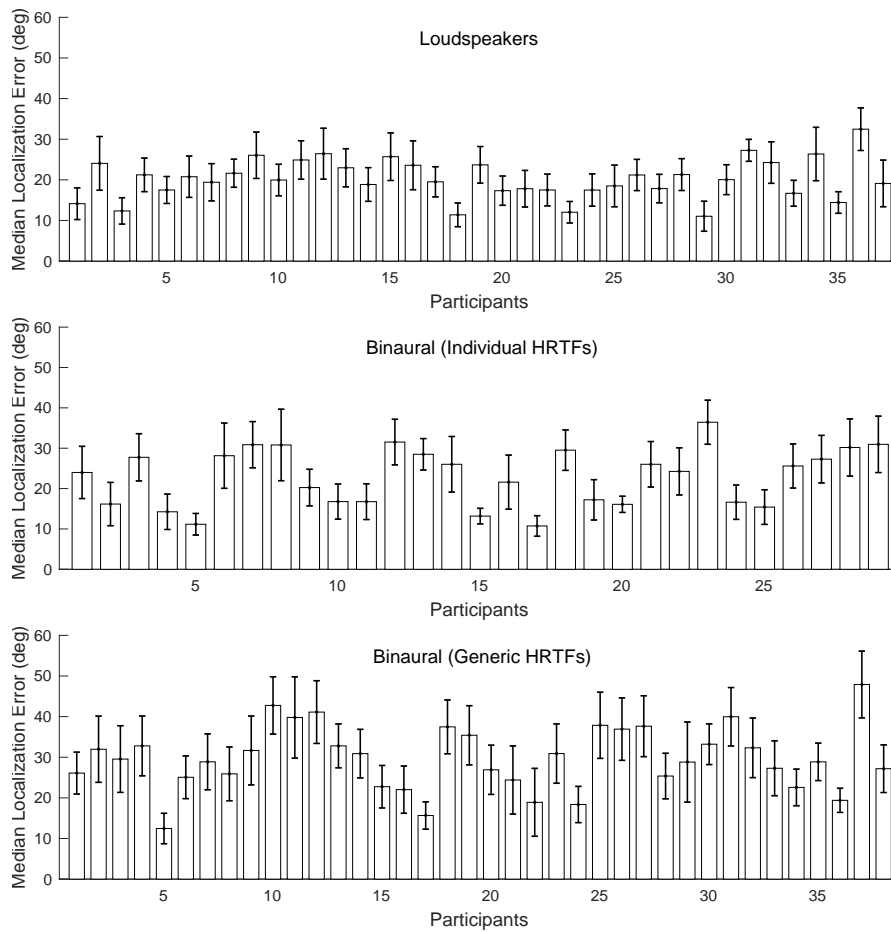 Loudspeakers
Median Localization Error (deg)
60
50
40
30
20
10
0
5 10 15 20 25 30 35
Participants
Binaural (Individual HRTFs)
Median Localization Error (deg)
60
50
40
30
20
10
0
5 10 15 20 25
Participants
Binaural (Generic HRTFs)
Median Localization Error (deg)
60
50
40
30
20
10
0
5 10 15 20 25 30 35
Participants